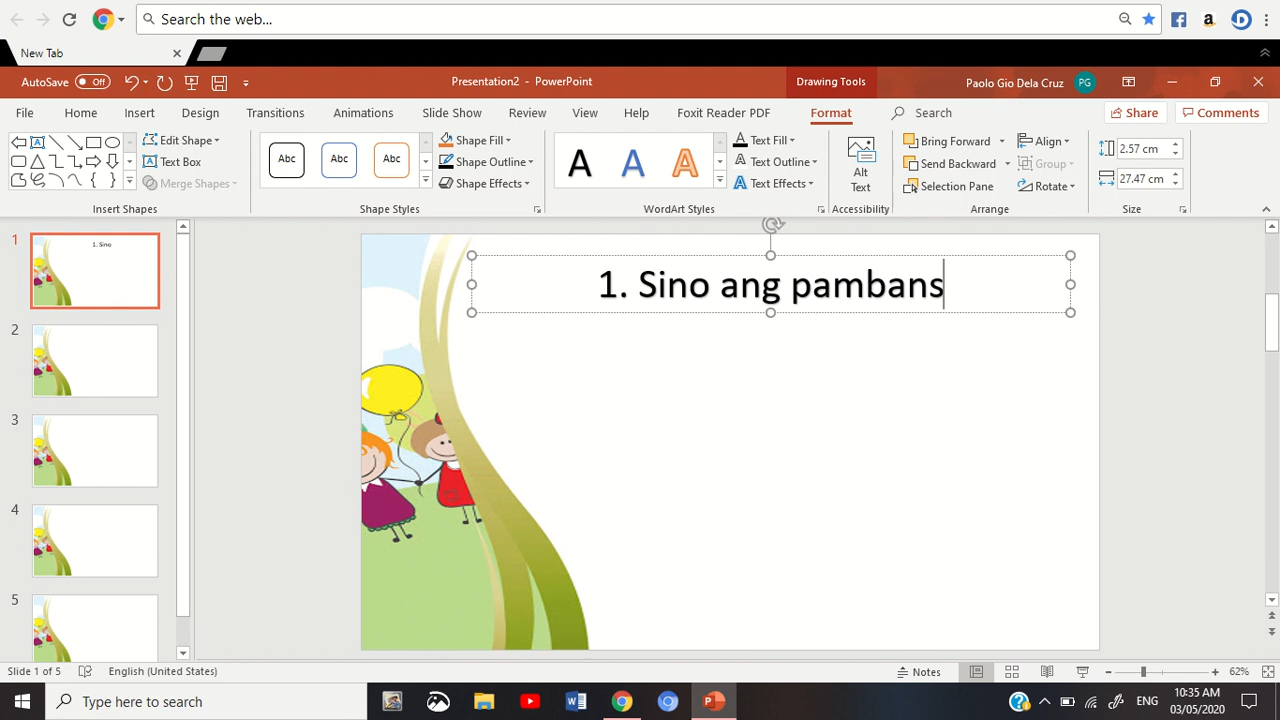 Search the web...
New Tab
AutoSave Off Presentation2 - PowerPoint Drawing Tools Paolo Gio Dela Cruz PG
File Home Insert Design Transitions Animations Slide Show Review View Help Foxit Reader PDF Format Search Share Comments
Edit Shape
Text Box
Merge Shapes
Insert Shapes
Abc Abc Abc
Shape Fill
Shape Outline
Shape Effects
Shape Styles
A A A
Text Fill
Text Outline
Text Effects
WordArt Styles
Alt
Text
Accessibility
Bring Forward
Send Backward
Selection Pane
Align
Group
Rotate
Arrange
2.57 cm
27.47 cm
Size
1
1. Sino
2
3
4
5
1. Sino ang pambans
Slide 1 of 5 English (United States) Notes 62%
Type here to search
ENG
10:35 AM
03/05/2020